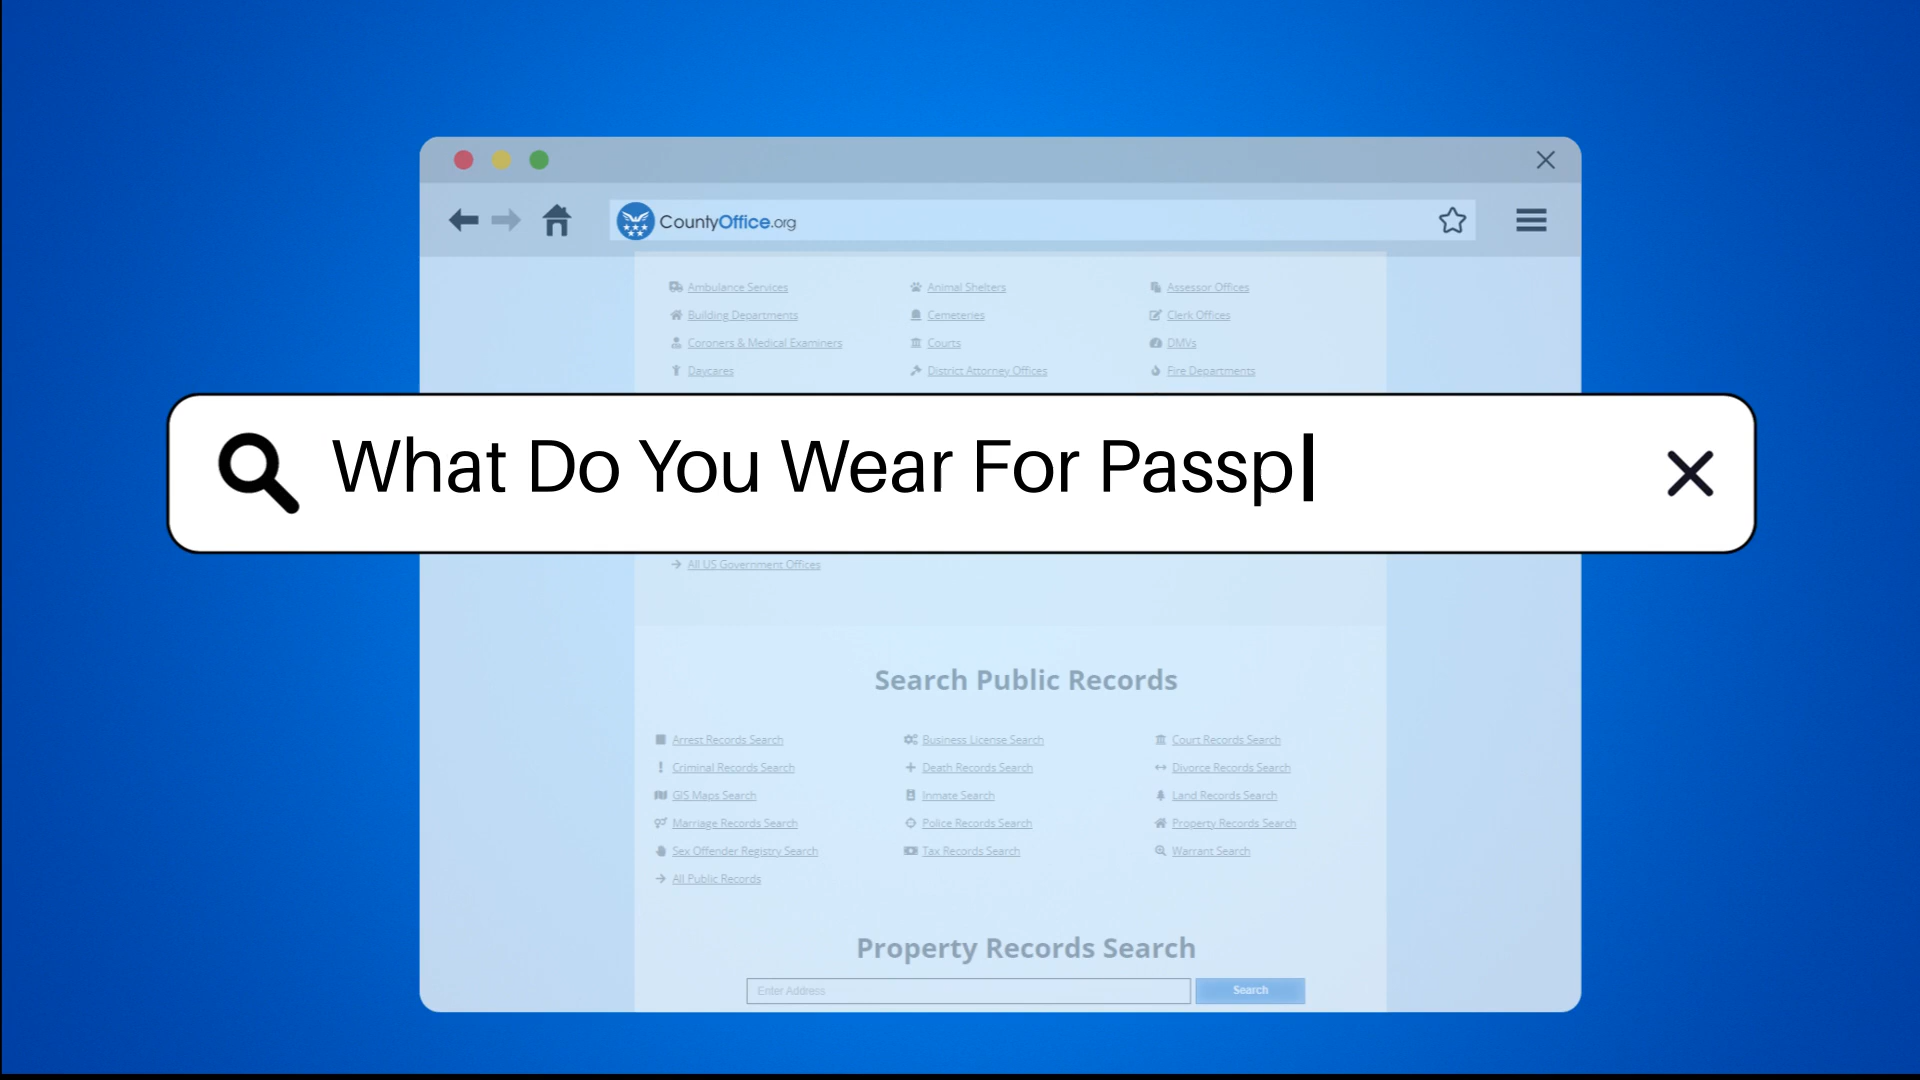 CountyOffice.org
Ambulance Services Animal Shelters Assessor Offices
Building Departments Cemeteries Clerk Offices
Coroners & Medical Examiners Courts DMVs
Daycares District Attorney Offices Fire Departments
What Do You Wear For Passp
All US Government Offices
Search Public Records
Arrest Records Search Business License Search Court Records Search
Criminal Records Search Death Records Search Divorce Records Search
GIS Maps Search Inmate Search Land Records Search
Marriage Records Search Police Records Search Property Records Search
Sex Offender Registry Search Tax Records Search Warrant Search
All Public Records
Property Records Search
Enter Address Search